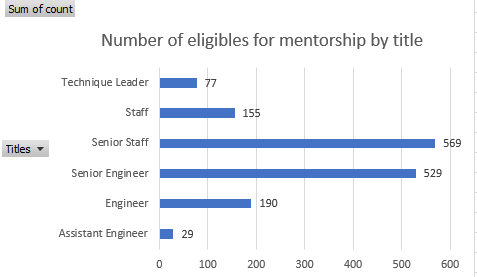 Sum of count
Number of eligibles for mentorship by title
Technique Leader 77
Staff 155
Senior Staff 569
Titles
Senior Engineer 529
Engineer 190
Assistant Engineer 29
0 100 200 300 400 500 600